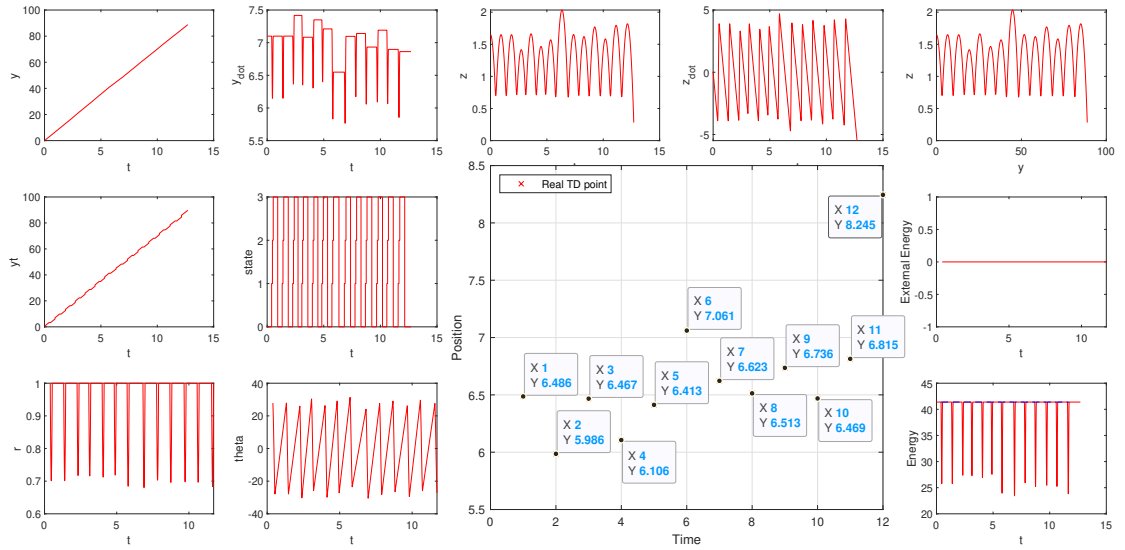 100
80
60
40
20
0
y
0
5
10
15
t
7.5
7
6.5
6
5.5
y dot
0
5
10
15
t
2
1.5
1
0.5
0
z
0
5
10
15
5
0
-5
z dot
0
5
10
15
2
1.5
1
0.5
0
z
0
50
100
y
100
80
60
40
20
0
yt
0
5
10
15
t
3
2
1
0
state
0
5
10
15
t
8.5
8
7.5
7
6.5
6
5.5
Position
Real TD point
X 1
Y 6.486
X 2
Y 5.986
X 3
Y 6.467
X 4
Y 6.106
X 5
Y 6.413
X 6
Y 7.061
X 7
Y 6.623
X 8
Y 6.513
X 9
Y 6.736
X 10
Y 6.469
X 11
Y 6.815
X 12
Y 8.245
0
2
4
6
8
10
12
Time
1
0.5
0
-0.5
-1
External Energy
0
5
10
t
1
0.9
0.8
0.7
0.6
r
0
5
10
t
40
20
0
-20
-40
theta
0
5
10
t
45
40
35
30
25
20
Energy
0
5
10
15
t